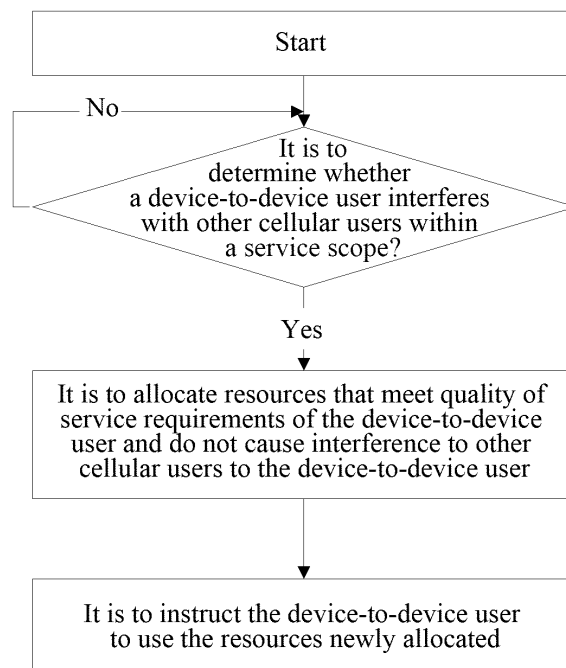 Start
No
It is to
determine whether
a device-to-device user interferes
with other cellular users within
a service scope?
Yes
It is to allocate resources that meet quality of
service requirements of the device-to-device
user and do not cause interference to other
cellular users to the device-to-device user
It is to instruct the device-to-device user
to use the resources newly allocated